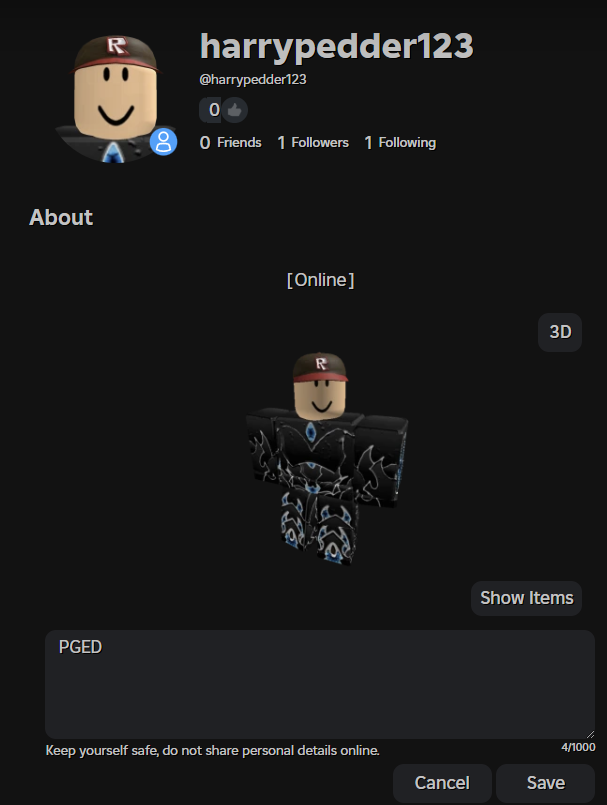 harrypedder123
@harrypedder123
0
0 Friends 1 Followers 1 Following
About
[Online]
3D
R
Show Items
PGED
Keep yourself safe, do not share personal details online.
4/1000
Cancel Save